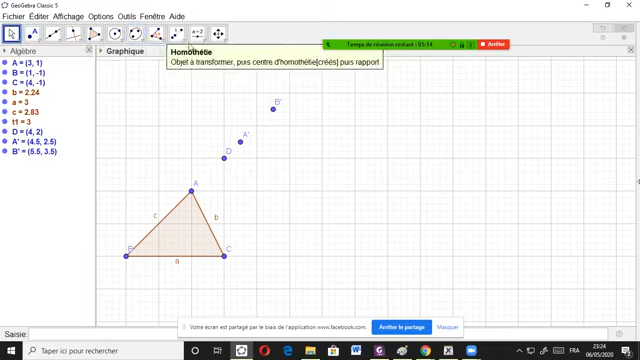 GeoGebra Classic 5
Fichier Éditer Affichage Options Outils Fenêtre Aide
A
a=2
Temps de réunion restant : 05:14
Arrêter
Algèbre
Graphique
Homothétie
Objet à transformer, puis centre d'homothétie[créés] puis rapport
A = (3, 1)
B = (1, -1)
C = (4, -1)
b = 2.24
a = 3
c = 2.83
t1 = 3
D = (4, 2)
A' = (4.5, 2.5)
B' = (5.5, 3.5)
B'
A'
D
A
c
b
B
C
a
Votre écran est partagé par le biais de l'application www.facebook.com.
Arrêter le partage
Masquer
Saisie:
Taper ici pour rechercher
FRA
23:24
06/05/2020